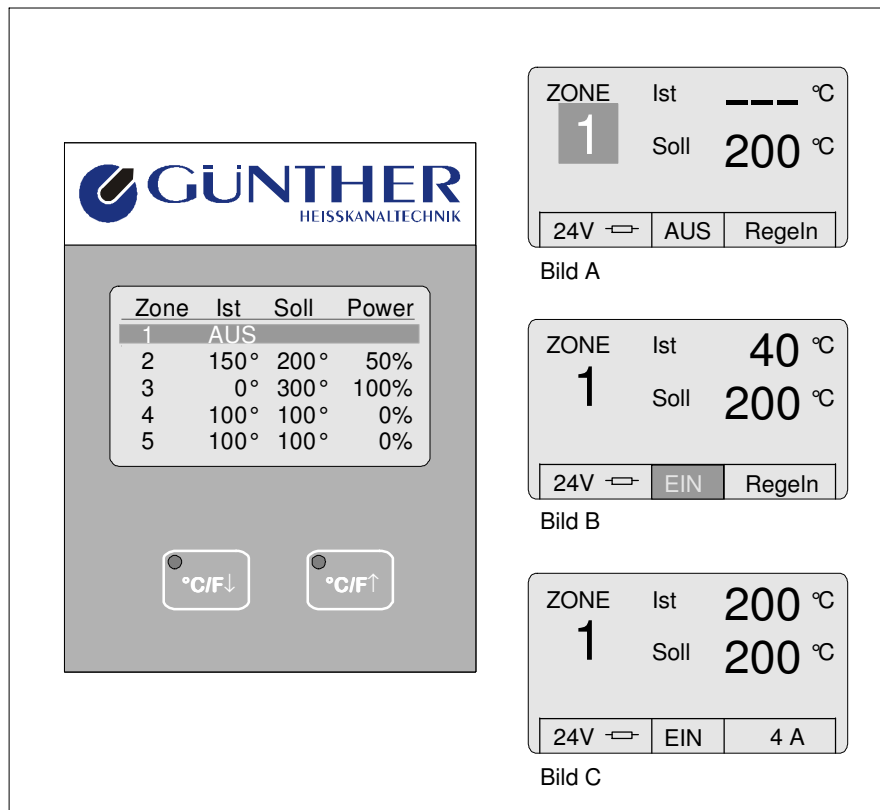 GÜNTHER
HEISSKANALTECHNIK
Zone Ist Soll Power
1 AUS
2 150° 200° 50%
3 0° 300° 100%
4 100° 100° 0%
5 100° 100° 0%
°C/F↓ °C/F↑
ZONE Ist ___ °C
1 Soll 200 °C
24V AUS Regeln
Bild A
ZONE Ist 40 °C
1 Soll 200 °C
24V EIN Regeln
Bild B
ZONE Ist 200 °C
1 Soll 200 °C
24V EIN 4 A
Bild C